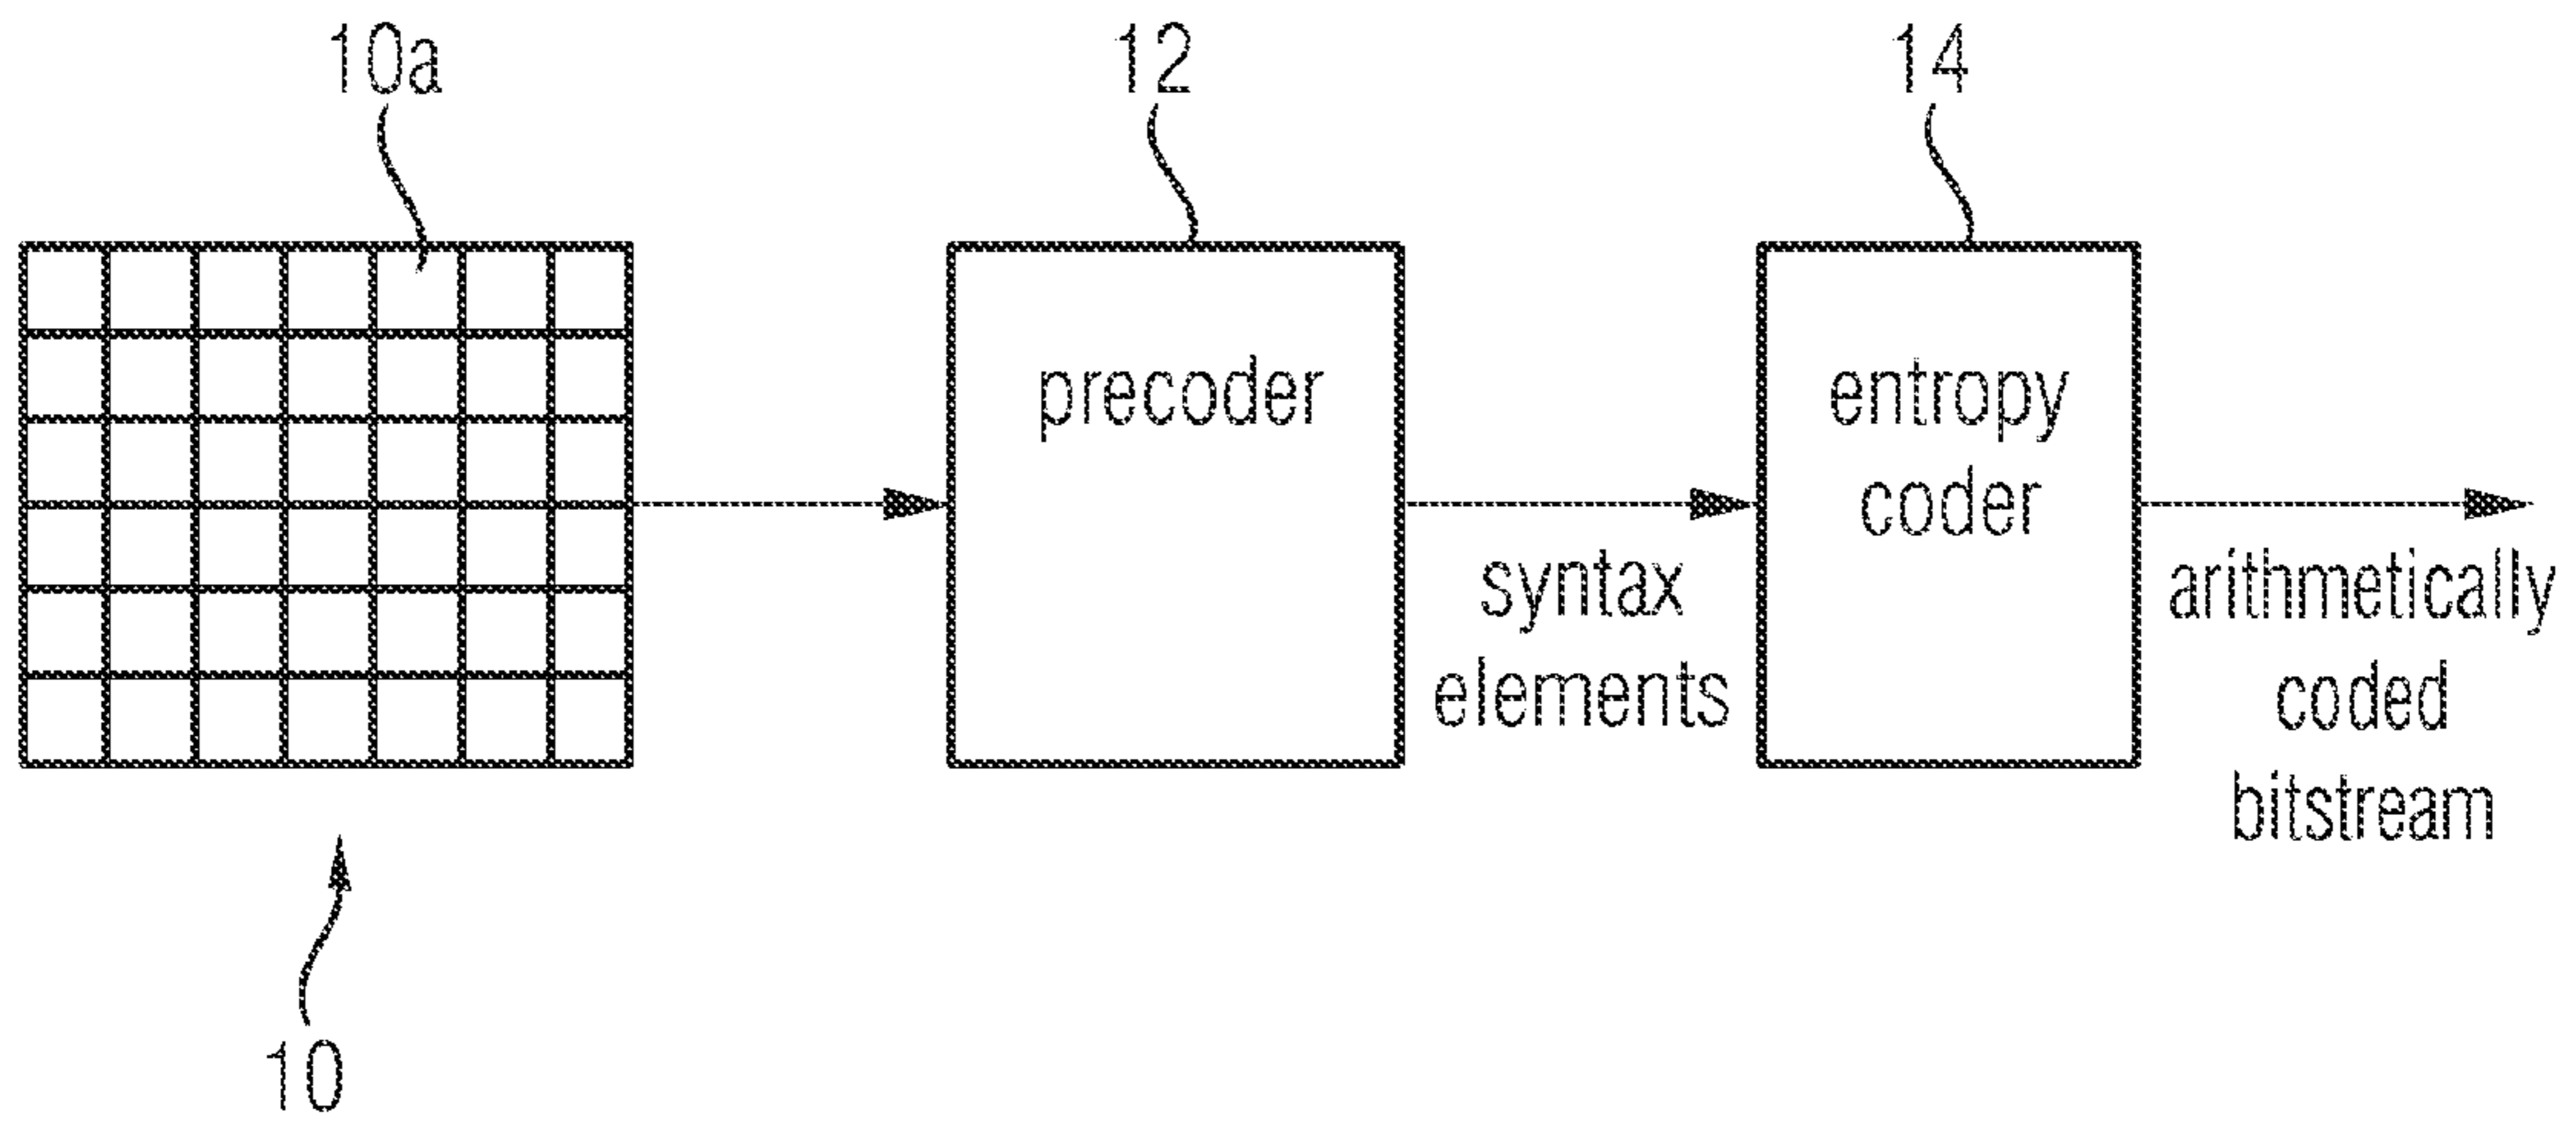 10a
12
14
precoder
entropy
coder
syntax
elements
arithmetically
coded
bitstream
10